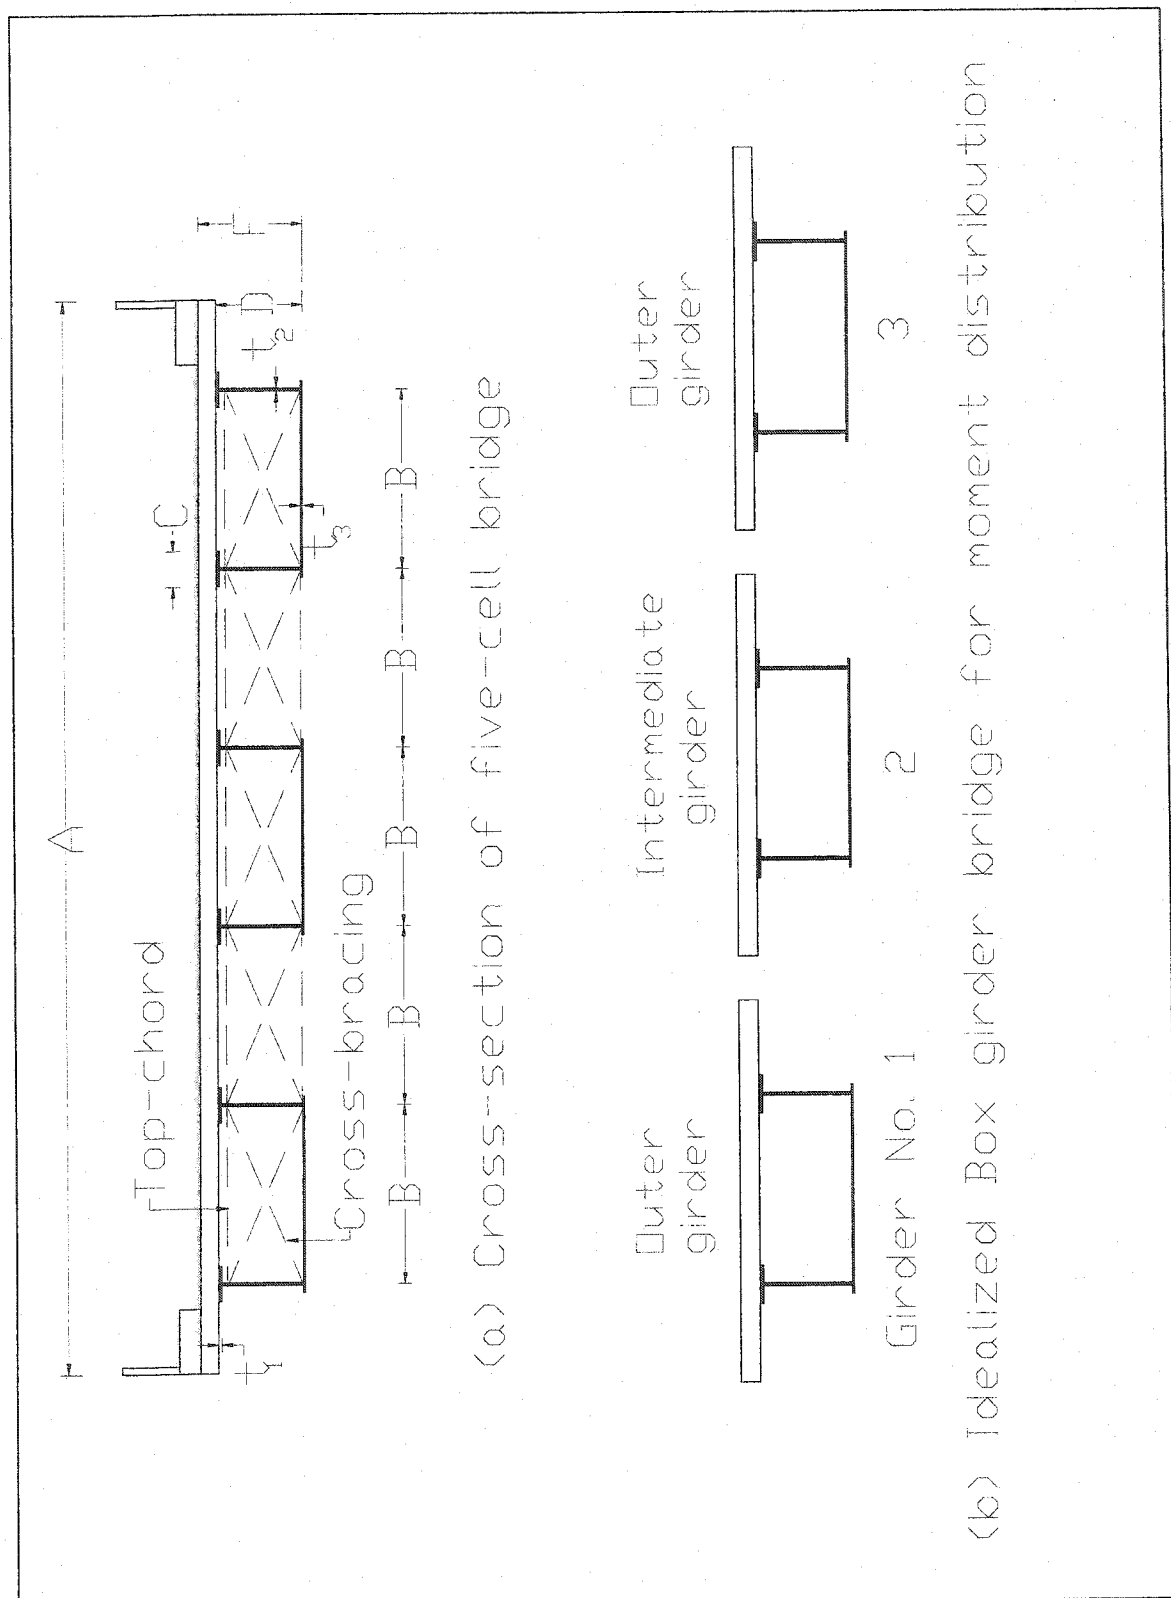 A
Top-chord
C
F
D
t1
t2
t3
Cross-bracing
B
B
B
B
B
(a) Cross-section of five-cell bridge
Outer
girder
Intermediate
girder
Outer
girder
Girder No. 1
2
3
(b) Idealized Box girder bridge for moment distribution